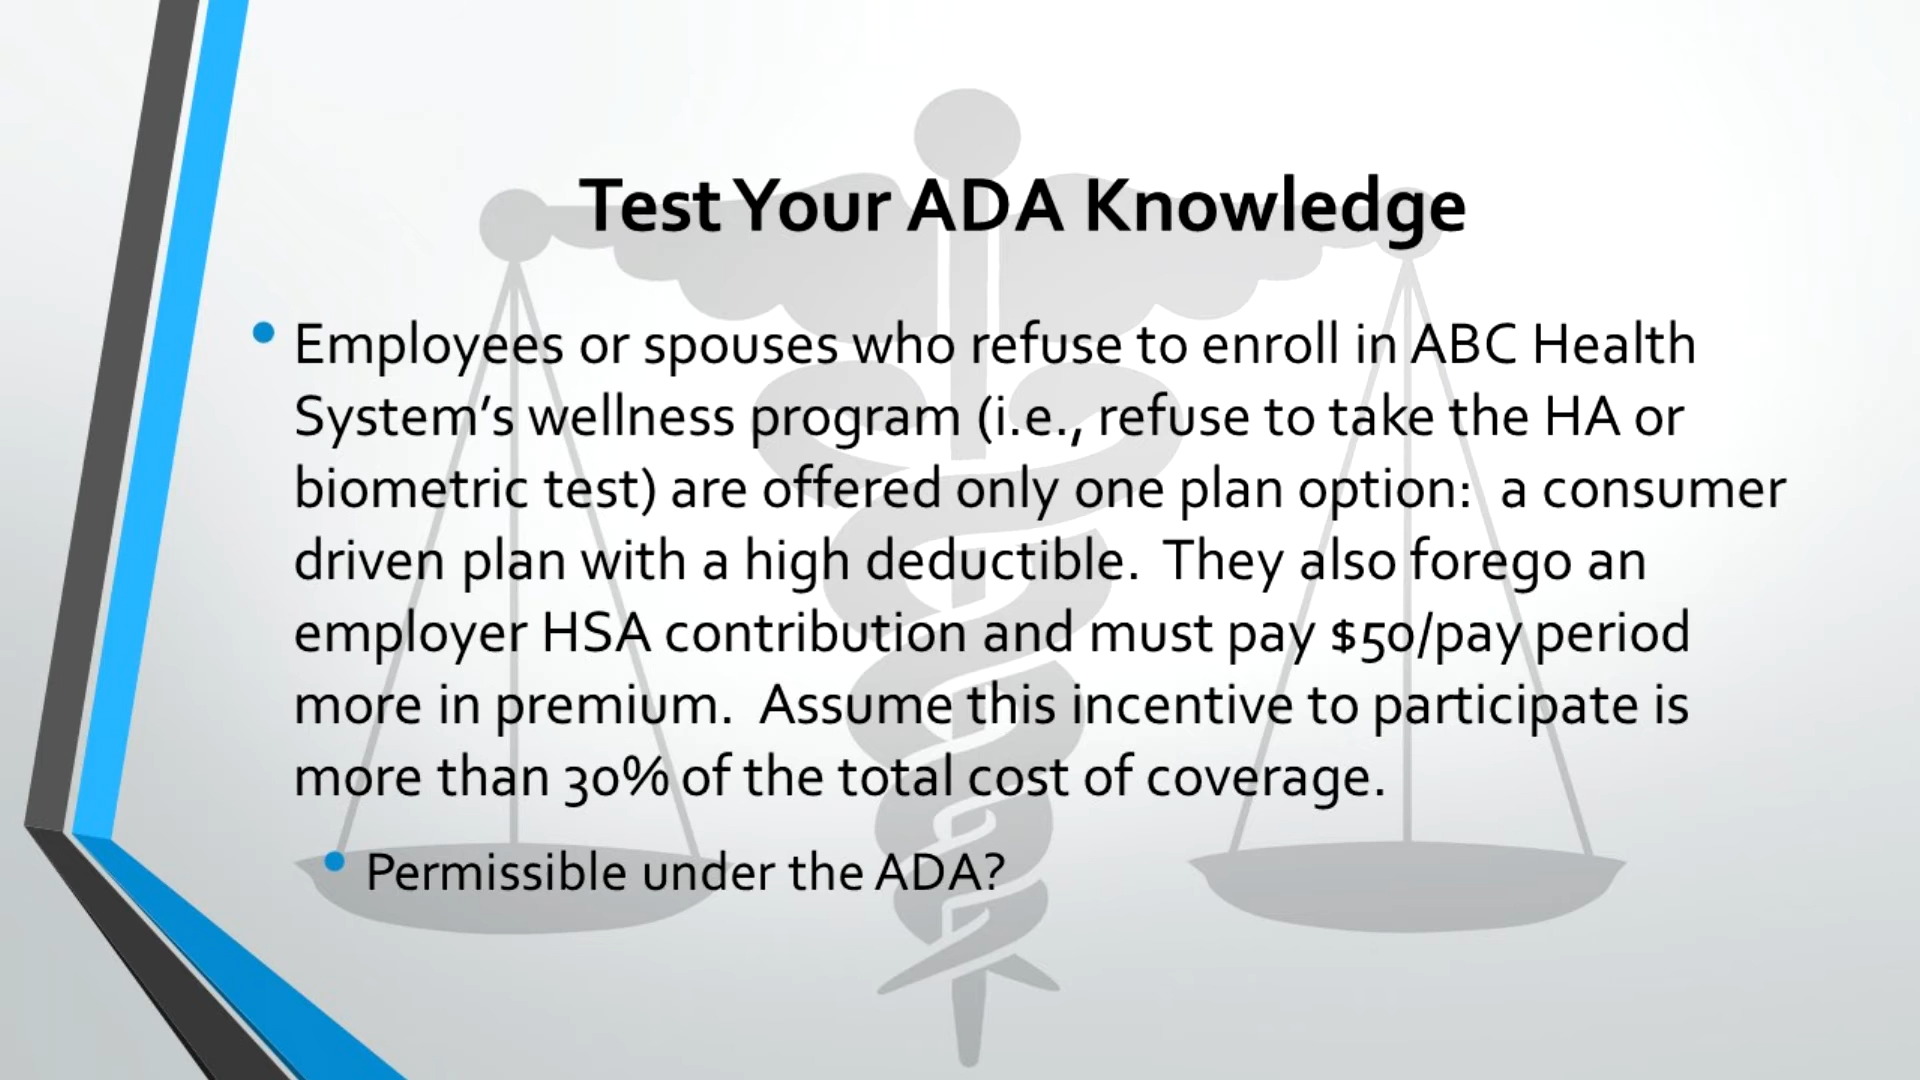 Test Your ADA Knowledge
Employees or spouses who refuse to enroll in ABC Health
System’s wellness program (i.e., refuse to take the HA or
biometric test) are offered only one plan option:  a consumer
driven plan with a high deductible.  They also forego an
employer HSA contribution and must pay $50/pay period
more in premium.  Assume this incentive to participate is
more than 30% of the total cost of coverage.
Permissible under the ADA?